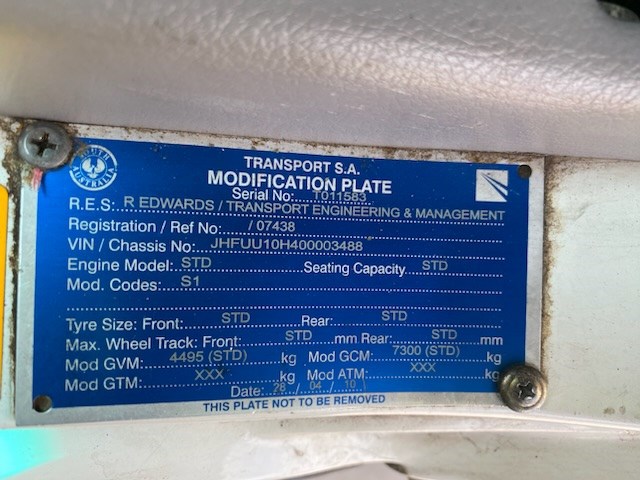 SOUTH AUSTRALIA
TRANSPORT S.A.
MODIFICATION PLATE
Serial No: T011583
R.E.S: R EDWARDS / TRANSPORT ENGINEERING & MANAGEMENT
Registration / Ref No: / 07438
VIN / Chassis No: JHFUU10H400003488
Engine Model: STD Seating Capacity STD
Mod. Codes: S1
Tyre Size: Front: STD Rear: STD
Max. Wheel Track: Front: STD mm Rear: STD mm
Mod GVM: 4495 (STD) kg Mod GCM: 7300 (STD) kg
Mod GTM: XXX kg Mod ATM: XXX kg
Date: 28 / 04 / 10
THIS PLATE NOT TO BE REMOVED